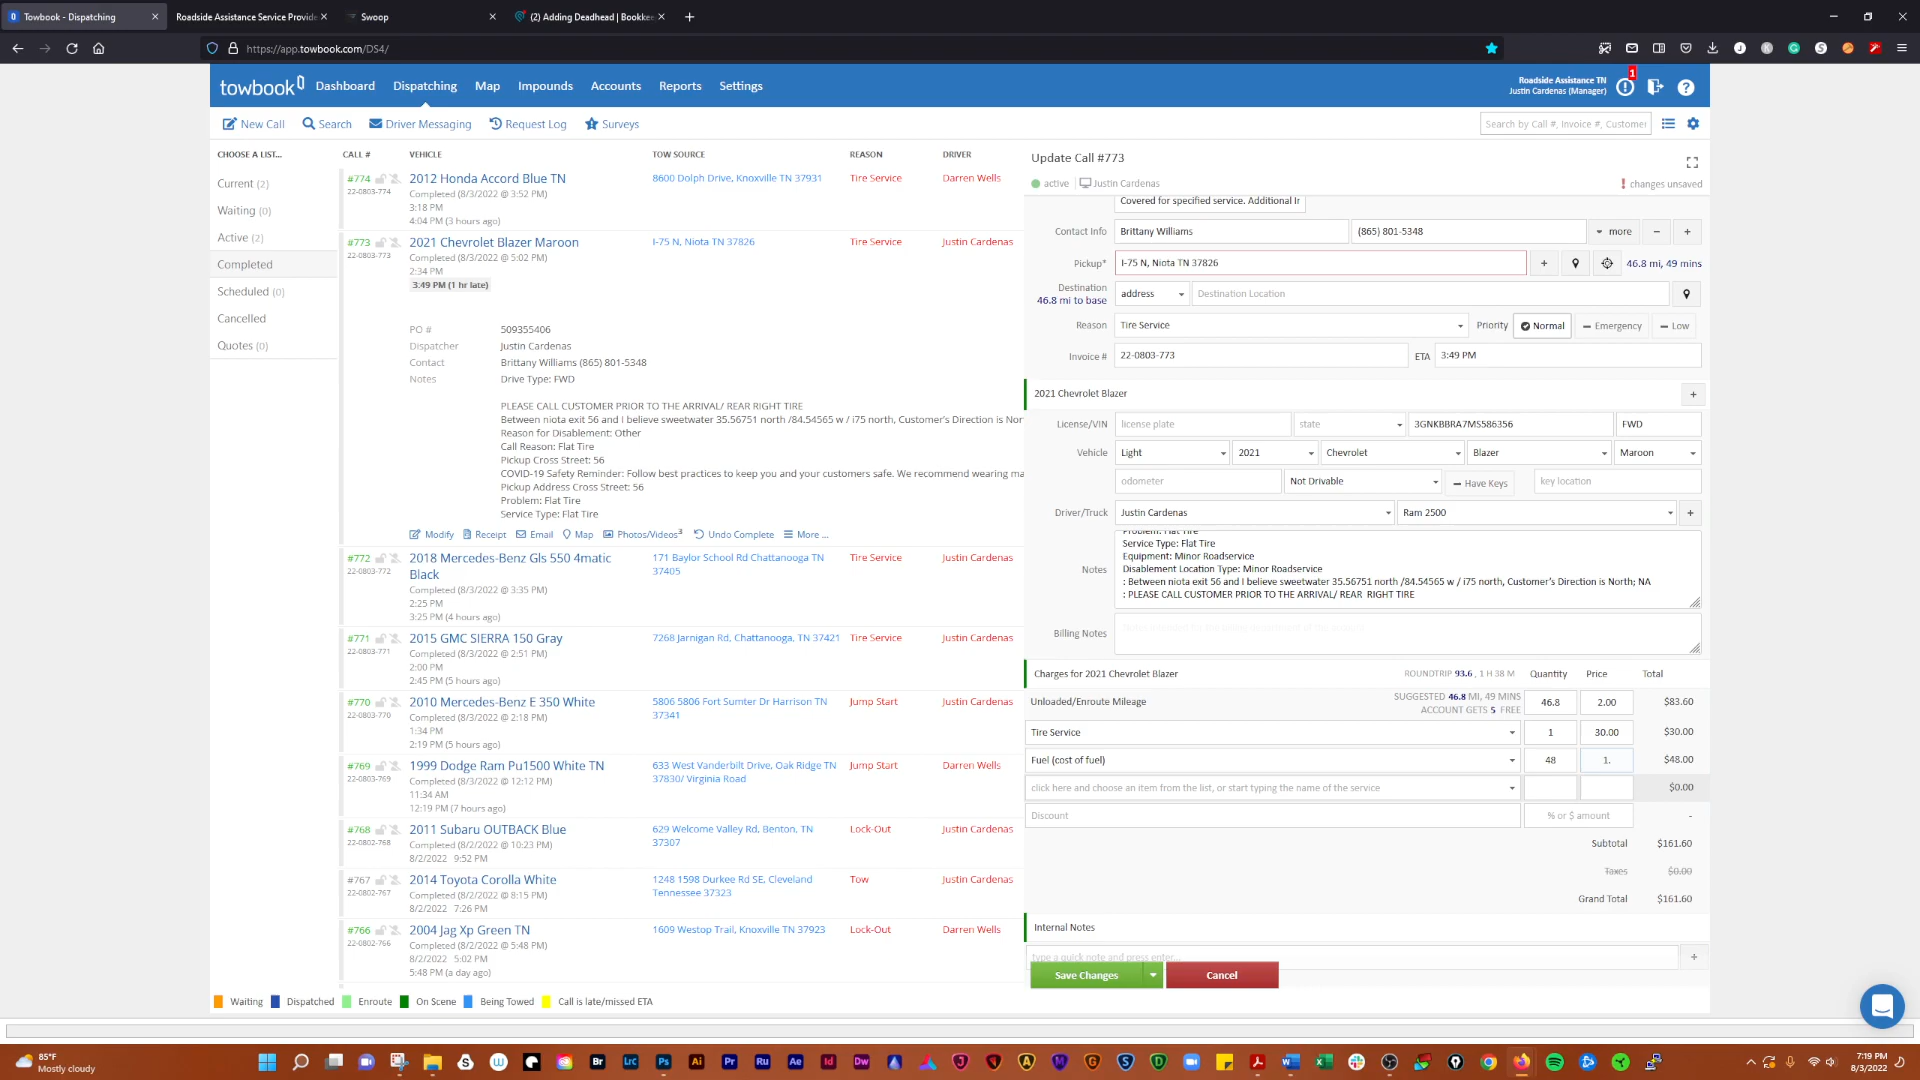 Towbook - Dispatching
Roadside Assistance Service Provide
Swoop
(2) Adding Deadhead | Bookkee
https://app.towbook.com/DS4/
towbook
Dashboard
Dispatching
Map
Impounds
Accounts
Reports
Settings
Roadside Assistance TN
Justin Cardenas (Manager)
1
New Call
Search
Driver Messaging
Request Log
Surveys
Search by Call #, Invoice #, Customer
CHOOSE A LIST...
Current (2)
Waiting (0)
Active (2)
Completed
Scheduled (0)
Cancelled
Quotes (0)
CALL # VEHICLE TOW SOURCE REASON DRIVER
#774 2012 Honda Accord Blue TN 8600 Dolph Drive, Knoxville TN 37931 Tire Service Darren Wells
22-0803-774 Completed (8/3/2022 @ 3:52 PM)
3:18 PM
4:04 PM (3 hours ago)
#773 2021 Chevrolet Blazer Maroon I-75 N, Niota TN 37826 Tire Service Justin Cardenas
22-0803-773 Completed (8/3/2022 @ 5:02 PM)
2:34 PM
3:49 PM (1 hr late)
PO # 509355406
Dispatcher Justin Cardenas
Contact Brittany Williams (865) 801-5348
Notes Drive Type: FWD
PLEASE CALL CUSTOMER PRIOR TO THE ARRIVAL/ REAR RIGHT TIRE
Between niota exit 56 and I believe sweetwater 35.56751 north /84.54565 w / i75 north, Customer's Direction is Nor
Reason for Disablement: Other
Call Reason: Flat Tire
Pickup Cross Street: 56
COVID-19 Safety Reminder: Follow best practices to keep you and your customers safe. We recommend wearing ma
Pickup Address Cross Street: 56
Problem: Flat Tire
Service Type: Flat Tire
Modify Receipt Email Map Photos/Videos3 Undo Complete More ...
#772 2018 Mercedes-Benz Gls 550 4matic Black 171 Baylor School Rd Chattanooga TN 37405 Tire Service Justin Cardenas
22-0803-772 Completed (8/3/2022 @ 3:35 PM)
2:25 PM
3:25 PM (4 hours ago)
#771 2015 GMC SIERRA 150 Gray 7268 Jarnigan Rd, Chattanooga, TN 37421 Tire Service Justin Cardenas
22-0803-771 Completed (8/3/2022 @ 2:51 PM)
2:00 PM
2:45 PM (5 hours ago)
#770 2010 Mercedes-Benz E 350 White 5806 5806 Fort Sumter Dr Harrison TN 37341 Jump Start Justin Cardenas
22-0803-770 Completed (8/3/2022 @ 2:18 PM)
1:34 PM
2:19 PM (5 hours ago)
#769 1999 Dodge Ram Pu1500 White TN 633 West Vanderbilt Drive, Oak Ridge TN 37830/ Virginia Road Jump Start Darren Wells
22-0803-769 Completed (8/3/2022 @ 12:12 PM)
11:34 AM
12:19 PM (7 hours ago)
#768 2011 Subaru OUTBACK Blue 629 Welcome Valley Rd, Benton, TN 37307 Lock-Out Justin Cardenas
22-0802-768 Completed (8/2/2022 @ 10:23 PM)
8/2/2022 9:52 PM
#767 2014 Toyota Corolla White 1248 1598 Durkee Rd SE, Cleveland Tennessee 37323 Tow Justin Cardenas
22-0802-767 Completed (8/2/2022 @ 8:15 PM)
8/2/2022 7:26 PM
#766 2004 Jag Xp Green TN 1609 Westop Trail, Knoxville TN 37923 Lock-Out Darren Wells
22-0802-766 Completed (8/2/2022 @ 5:48 PM)
8/2/2022 5:02 PM
5:48 PM (a day ago)
Waiting Dispatched Enroute On Scene Being Towed Call is late/missed ETA
Update Call #773
active Justin Cardenas
! changes unsaved
Covered for specified service. Additional Ir
Contact Info Brittany Williams (865) 801-5348 more
Pickup* I-75 N, Niota TN 37826 46.8 mi, 49 mins
Destination address Destination Location
46.8 mi to base
Reason Tire Service Priority Normal Emergency Low
Invoice # 22-0803-773 ETA 3:49 PM
2021 Chevrolet Blazer
License/VIN license plate state 3GNKBBRA7MS586356 FWD
Vehicle Light 2021 Chevrolet Blazer Maroon
odometer Not Drivable Have Keys key location
Driver/Truck Justin Cardenas Ram 2500
Problem: Flat Tire
Service Type: Flat Tire
Equipment: Minor Roadservice
Notes Disablement Location Type: Minor Roadservice
: Between niota exit 56 and I believe sweetwater 35.56751 north /84.54565 w / i75 north, Customer's Direction is North; NA
: PLEASE CALL CUSTOMER PRIOR TO THE ARRIVAL/ REAR RIGHT TIRE
Billing Notes
Charges for 2021 Chevrolet Blazer ROUNDTRIP 93.6 , 1 H 38 M Quantity Price Total
Unloaded/Enroute Mileage SUGGESTED 46.8 MI, 49 MINS 46.8 2.00 $83.60
ACCOUNT GETS 5 FREE
Tire Service 1 30.00 $30.00
Fuel (cost of fuel) 48 1. $48.00
click here and choose an item from the list, or start typing the name of the service $0.00
Discount % or $ amount -
Subtotal $161.60
Taxes $0.00
Grand Total $161.60
Internal Notes
type a quick note and press enter...
Save Changes
Cancel
85°F
Mostly cloudy
7:19 PM
8/3/2022